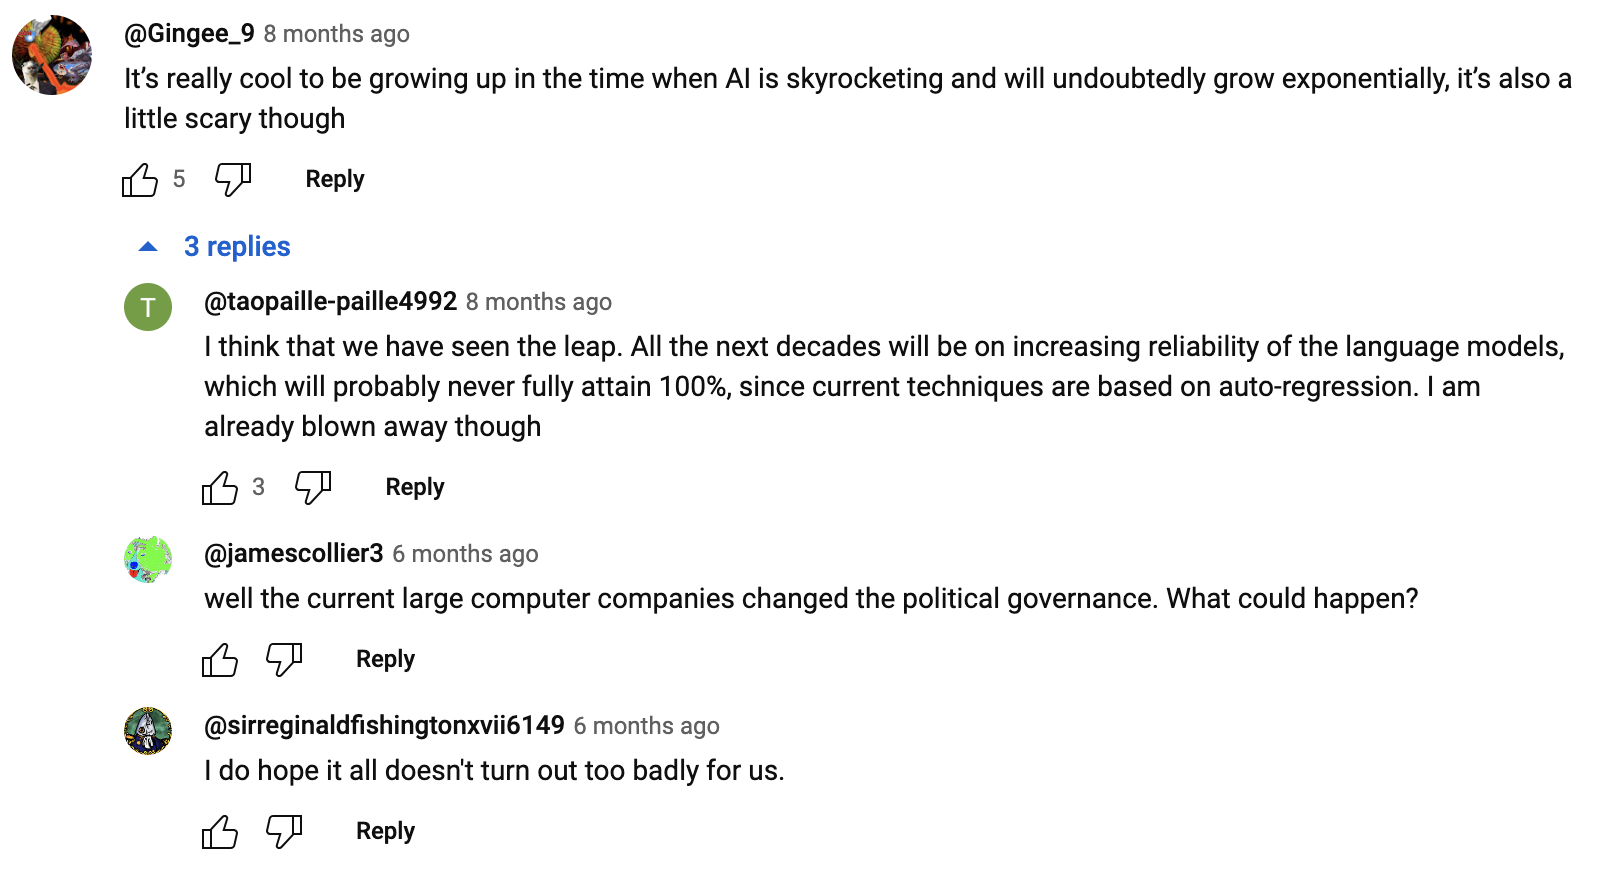 @Gingee_9 8 months ago
It’s really cool to be growing up in the time when AI is skyrocketing and will undoubtedly grow exponentially, it’s also a
little scary though
5 Reply
3 replies
T
@taopaille-paille4992 8 months ago
I think that we have seen the leap. All the next decades will be on increasing reliability of the language models,
which will probably never fully attain 100%, since current techniques are based on auto-regression. I am
already blown away though
3 Reply
@jamescollier3 6 months ago
well the current large computer companies changed the political governance. What could happen?
Reply
@sirreginaldfishingtonxvii6149 6 months ago
I do hope it all doesn't turn out too badly for us.
Reply